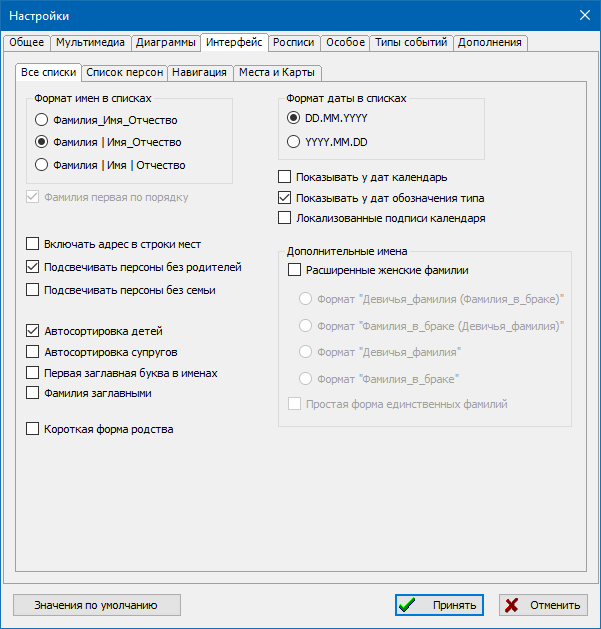 Настройки
Общее Мультимедиа Диаграммы Интерфейс Росписи Особое Типы событий Дополнения
Все списки Список персон Навигация Места и Карты
Формат имен в списках
Фамилия_Имя_Отчество
Фамилия | Имя_Отчество
Фамилия | Имя | Отчество
Фамилия первая по порядку
Включать адрес в строки мест
Подсвечивать персоны без родителей
Подсвечивать персоны без семьи
Автосортировка детей
Автосортировка супругов
Первая заглавная буква в именах
Фамилия заглавными
Короткая форма родства
Формат даты в списках
DD.MM.YYYY
YYYY.MM.DD
Показывать у дат календарь
Показывать у дат обозначения типа
Локализованные подписи календаря
Дополнительные имена
Расширенные женские фамилии
Формат "Девичья_фамилия (Фамилия_в_браке)"
Формат "Фамилия_в_браке (Девичья_фамилия)"
Формат "Девичья_фамилия"
Формат "Фамилия_в_браке"
Простая форма единственных фамилий
Значения по умолчанию Принять Отменить